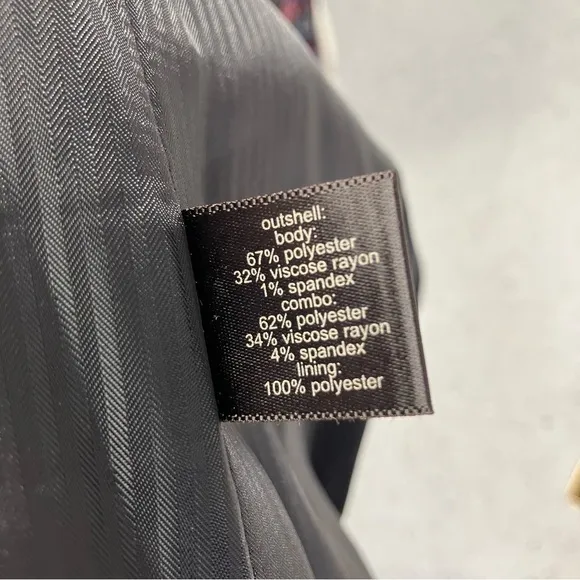 outshell:
body:
67% polyester
32% viscose rayon
1% spandex
combo:
62% polyester
34% viscose rayon
4% spandex
lining:
100% polyester